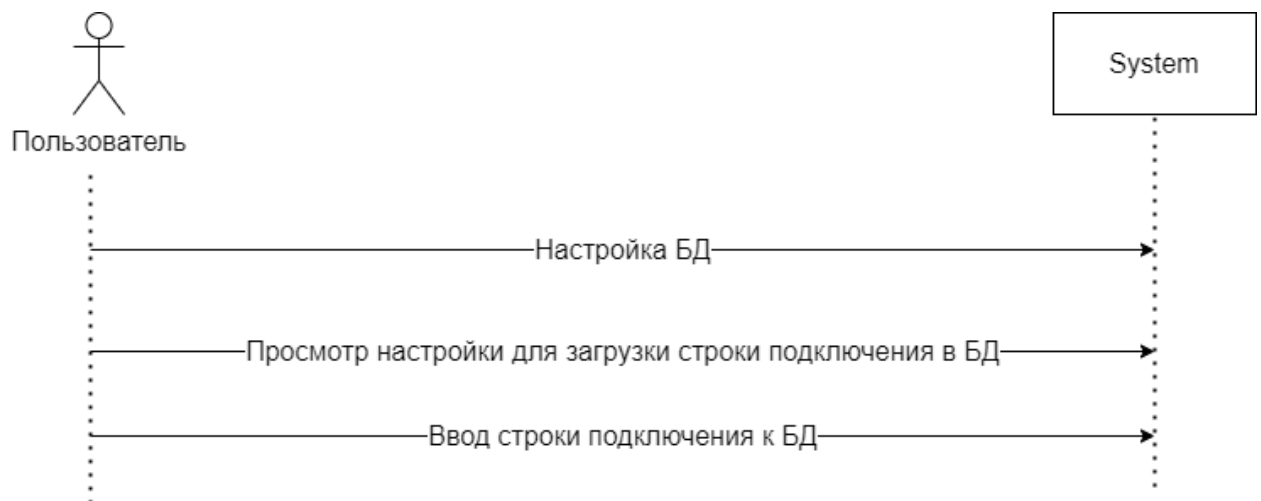 System
Пользователь
Настройка БД
Просмотр настройки для загрузки строки подключения в БД
Ввод строки подключения к БД